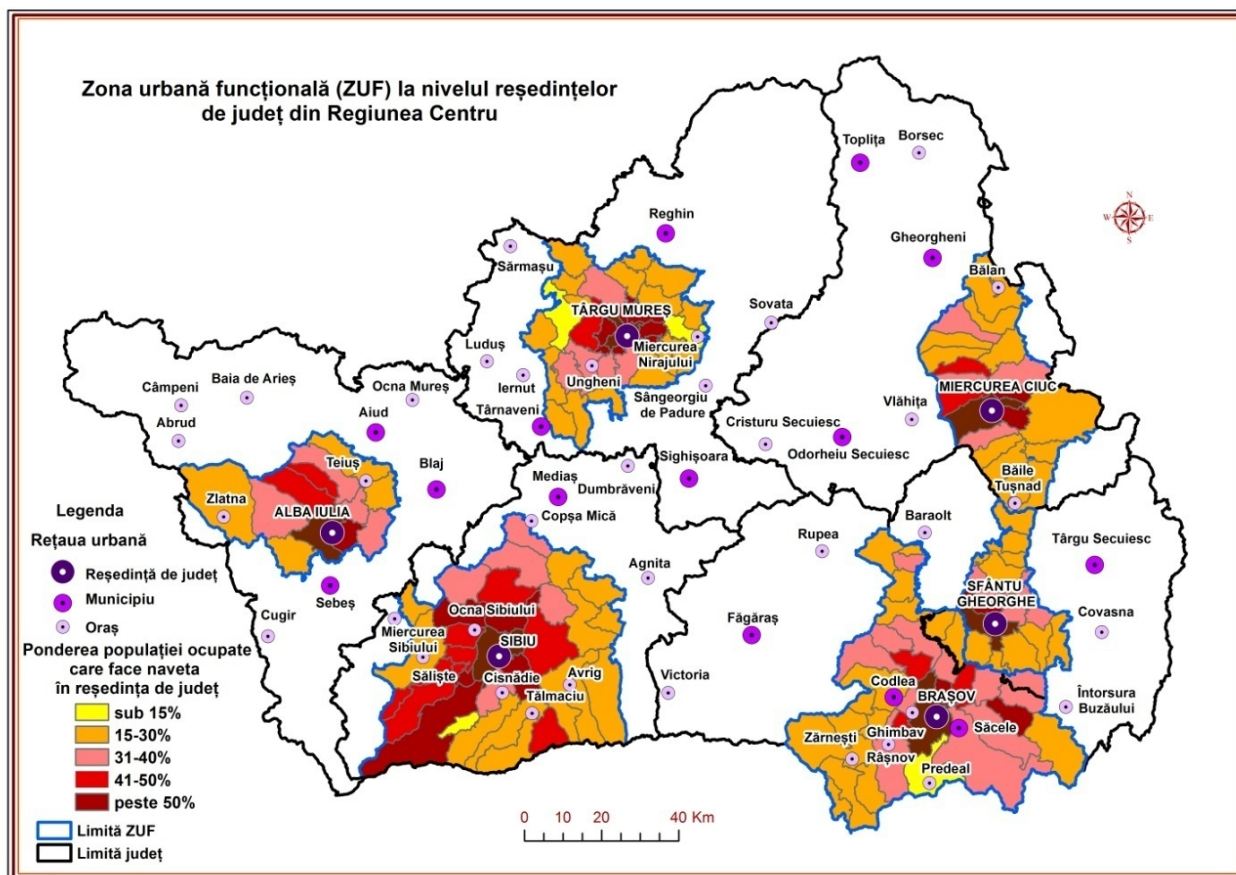 Zona urbană funcțională (ZUF) la nivelul reședințelor
de județ din Regiunea Centru
N
W
E
S
Toplița
Borsec
Reghin
Gheorgheni
Sărmașu
Bălan
TÂRGU MUREȘ
Sovata
Miercurea
Nirajului
Luduș
Ungheni
Iernut
Sângeorgiu
de Padure
MIERCUREA CIUC
Vlăhița
Câmpeni
Baia de Arieș
Ocna Mureș
Târnaveni
Abrud
Aiud
Cristuru Secuiesc
Odorheiu Secuiesc
Teiuș
Blaj
Mediaș
Sighișoara
Dumbrăveni
Băile
Tușnad
Zlatna
ALBA IULIA
Copșa Mică
Baraolt
Rupea
Târgu Secuiesc
Sebeș
Agnita
SFÂNTU
GHEORGHE
Cugir
Ocna Sibiului
Făgăraș
Covasna
Miercurea
Sibiului
SIBIU
Săliște
Cisnădie
Avrig
Tălmaciu
Victoria
Codlea
BRAȘOV
Întorsura
Buzăului
Zărnești
Ghimbav
Săcele
Râșnov
Predeal
Legenda
Rețaua urbană
Reședință de județ
Municipiu
Oraș
Ponderea populației ocupate
care face naveta
în reședința de județ
sub 15%
15-30%
31-40%
41-50%
peste 50%
Limită ZUF
Limită județ
0 10 20 40 Km